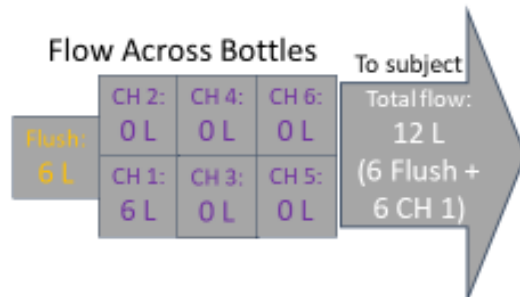 Flow Across Bottles
To subject
Flush:
6 L
CH 2:
0 L
CH 4:
0 L
CH 6:
0 L
CH 1:
6 L
CH 3:
0 L
CH 5:
0 L
Total flow:
12 L
(6 Flush +
6 CH 1)